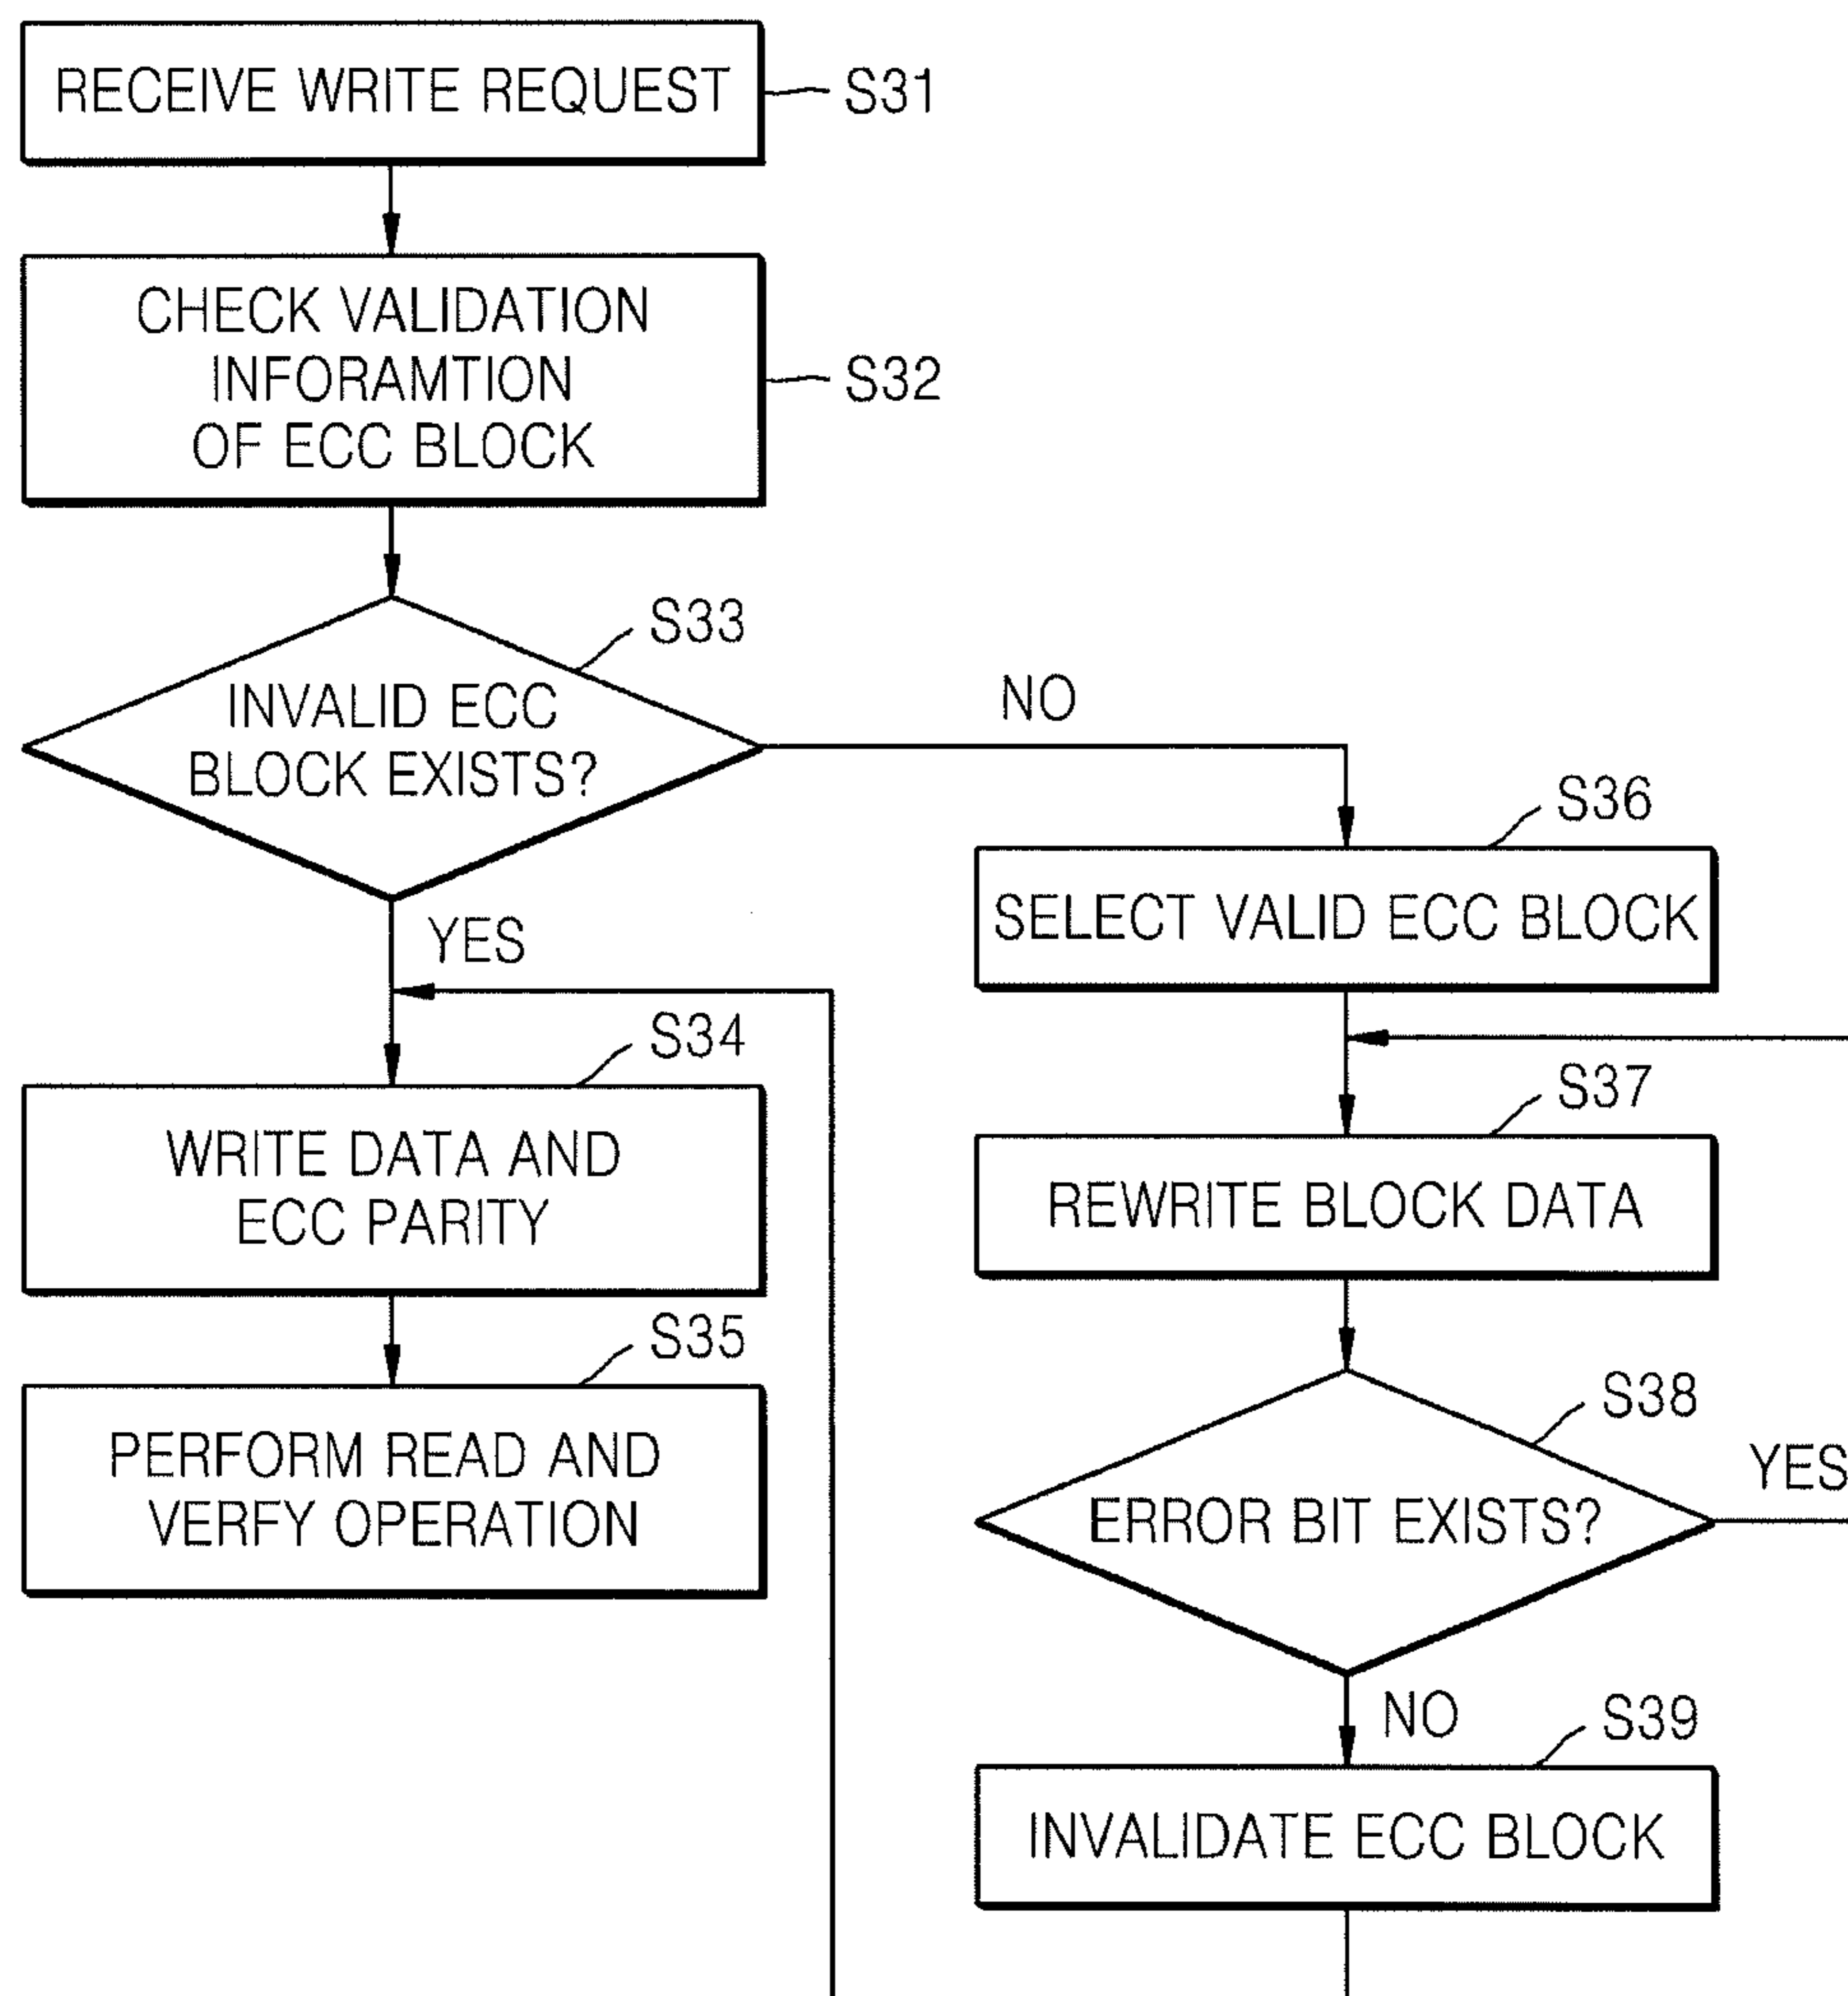 RECEIVE WRITE REQUEST
S31
CHECK VALIDATION
INFORAMTION
OF ECC BLOCK
S32
S33
INVALID ECC
BLOCK EXISTS?
NO
YES
S34
WRITE DATA AND
ECC PARITY
S35
PERFORM READ AND
VERFY OPERATION
S36
SELECT VALID ECC BLOCK
S37
REWRITE BLOCK DATA
S38
ERROR BIT EXISTS?
YES
NO
S39
INVALIDATE ECC BLOCK